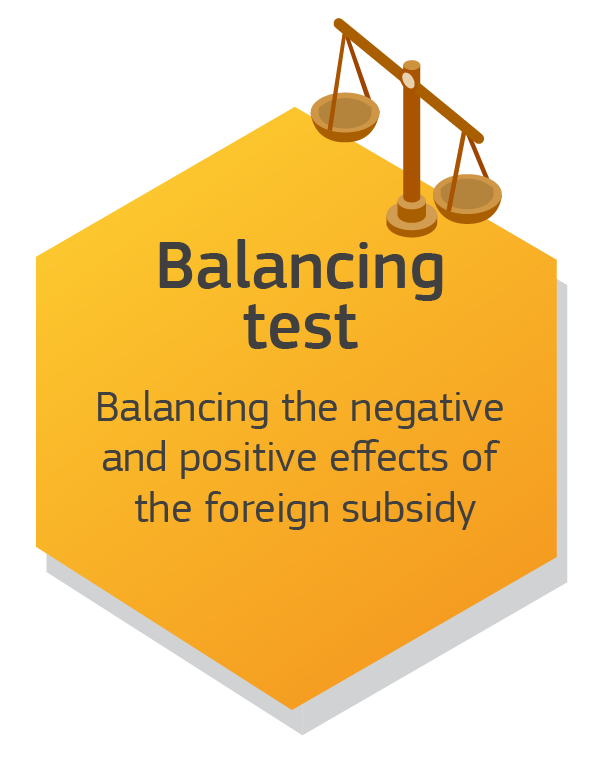 Balancing
test
Balancing the negative
and positive effects of
the foreign subsidy